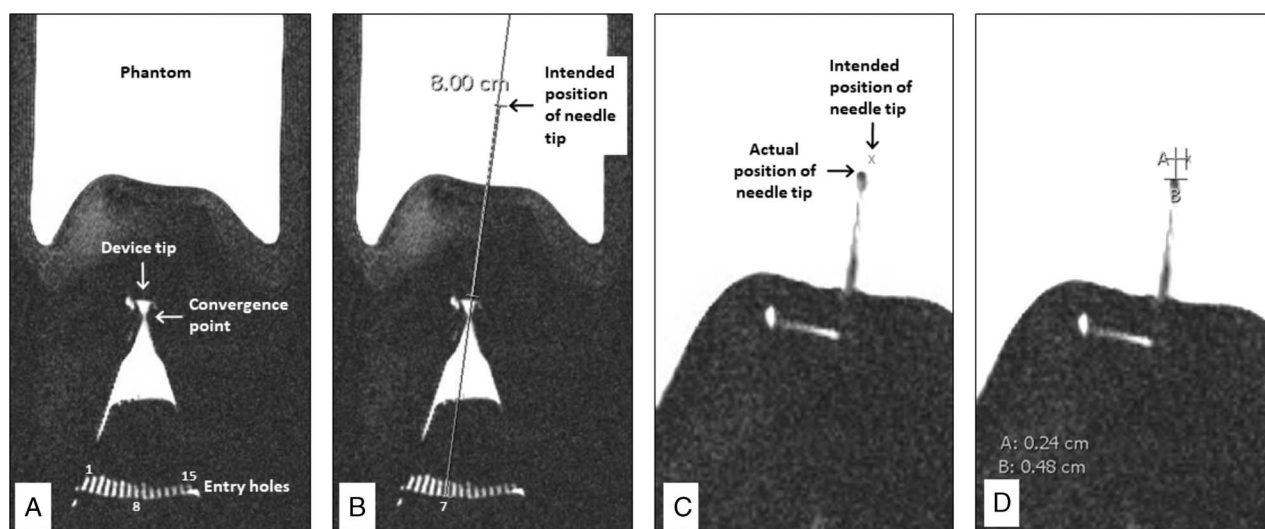 Phantom
Device tip
Convergence
point
1
15
Entry holes
8
A
8.00 cm
Intended
position
of needle
tip
7
B
Intended
position of
needle tip
x
Actual
position of
needle tip
C
A
x
B
A: 0.24 cm
B: 0.48 cm
D